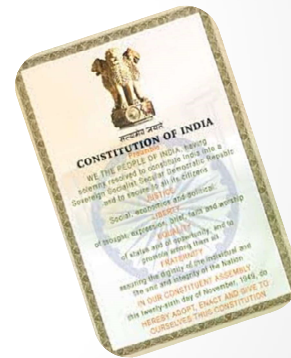 सत्यमेव जयते
CONSTITUTION OF INDIA
Preamble
WE THE PEOPLE OF INDIA, having
solemnly resolved to constitute India into a
Sovereign Socialist Secular Democratic Republic
and to secure to all its citizens
JUSTICE
Social, economic and political
LIBERTY
of thought, expression, belief, faith and worship
EQUALITY
of status and of opportunity, and to
promote among them all
FRATERNITY
assuring the dignity of the individual and
The unity and integrity of the Nation
IN OUR CONSTITUENT ASSEMBLY
this twenty-sixth day of November, 1949, do
HEREBY ADOPT, ENACT AND GIVE TO
OURSELVES THIS CONSTITUTION